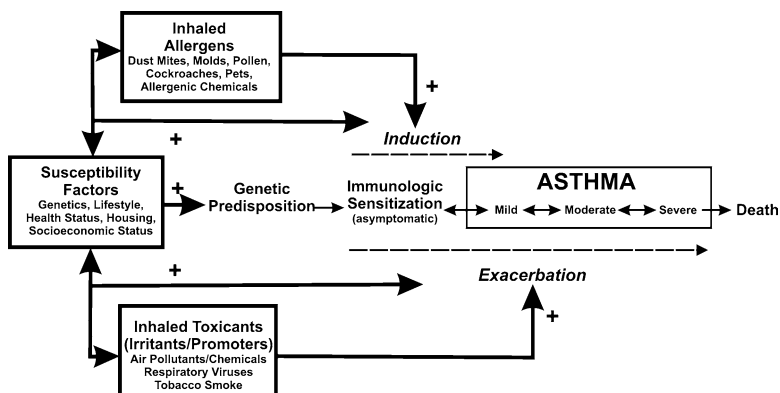 Inhaled
Allergens
Dust Mites, Molds, Pollen,
Cockroaches, Pets,
Allergenic Chemicals
+
+
Induction
Susceptibility
Factors
Genetics, Lifestyle,
Health Status, Housing,
Socioeconomic Status
+
Genetic
Predisposition
Immunologic
Sensitization
(asymptomatic)
ASTHMA
Mild
Moderate
Severe
Death
+
Exacerbation
+
Inhaled Toxicants
(Irritants/Promoters)
Air Pollutants/Chemicals
Respiratory Viruses
Tobacco Smoke